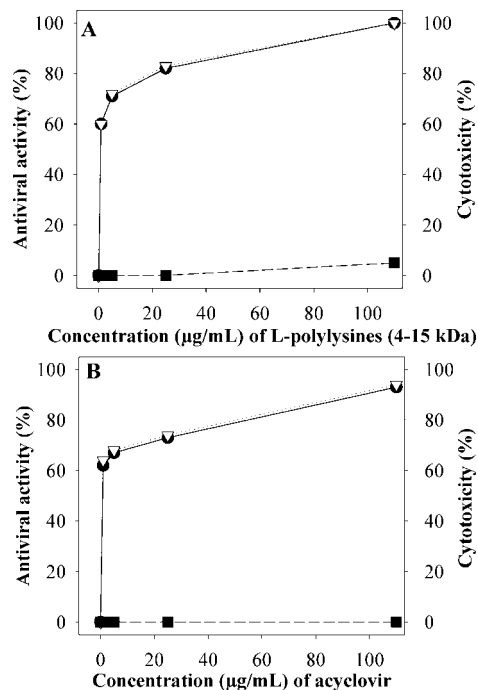 A
100
80
60
40
20
0
Antiviral activity (%)
100
80
60
40
20
0
Cytotoxicity (%)
0 20 40 60 80 100
Concentration (μg/mL) of L-polylysines (4-15 kDa)
B
100
80
60
40
20
0
Antiviral activity (%)
100
80
60
40
20
0
Cytotoxicity (%)
0 20 40 60 80 100
Concentration (μg/mL) of acyclovir